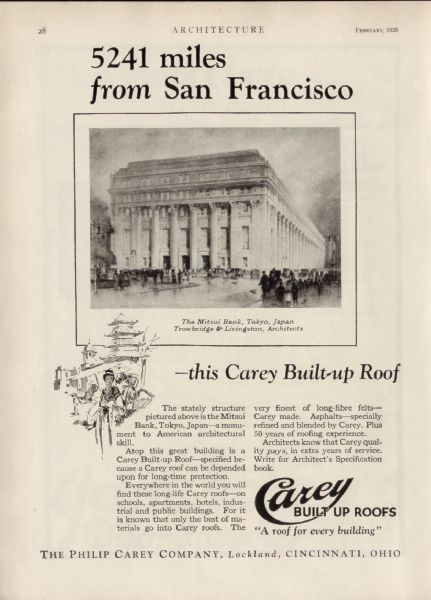 28
ARCHITECTURE
FEBRUARY, 1929
5241 miles
from San Francisco
The Mitsui Bank, Tokyo, Japan
Trowbridge & Livingston, Architects
—this Carey Built-up Roof
The stately structure
pictured above is the Mitsui
Bank, Tokyo, Japan—a monu-
ment to American architectural
skill.
Atop this great building is a
Carey Built-up Roof—specified be-
cause a Carey roof can be depended
upon for long-time protection.
Everywhere in the world you will
find these long-life Carey roofs—on
schools, apartments, hotels, indus-
trial and public buildings. For it
is known that only the best of ma-
terials go into Carey roofs. The
very finest of long-fibre felts—
Carey made. Asphalts—specially
refined and blended by Carey. Plus
50 years of roofing experience.
Architects know that Carey qual-
ity pays, in extra years of service.
Write for Architect's Specification
book.
Carey
BUILT UP ROOFS
"A roof for every building"
THE PHILIP CAREY COMPANY, Lockland, CINCINNATI, OHIO